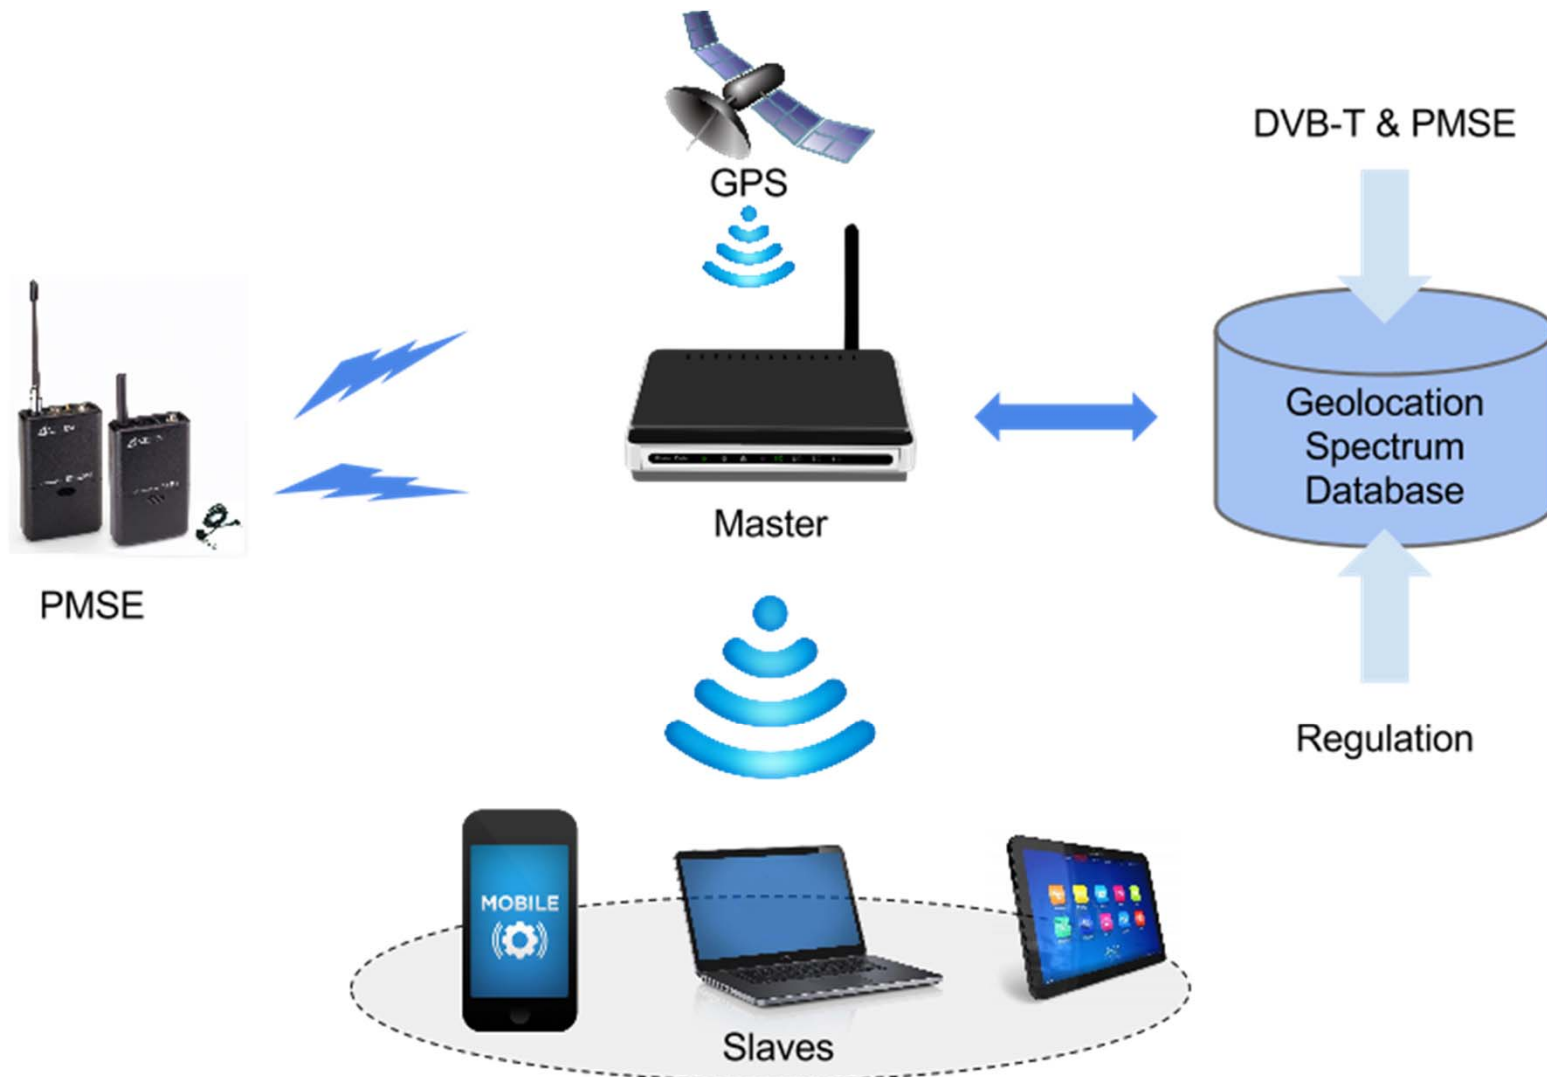 GPS
DVB-T & PMSE
Geolocation
Spectrum
Database
Master
PMSE
Regulation
MOBILE
Slaves